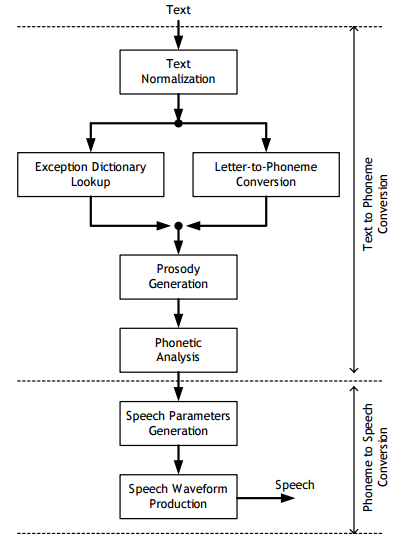 Text
Text
Normalization
Exception Dictionary
Lookup
Letter-to-Phoneme
Conversion
Prosody
Generation
Phonetic
Analysis
Text to Phoneme
Conversion
Speech Parameters
Generation
Speech Waveform
Production
Speech
Phoneme to Speech
Conversion